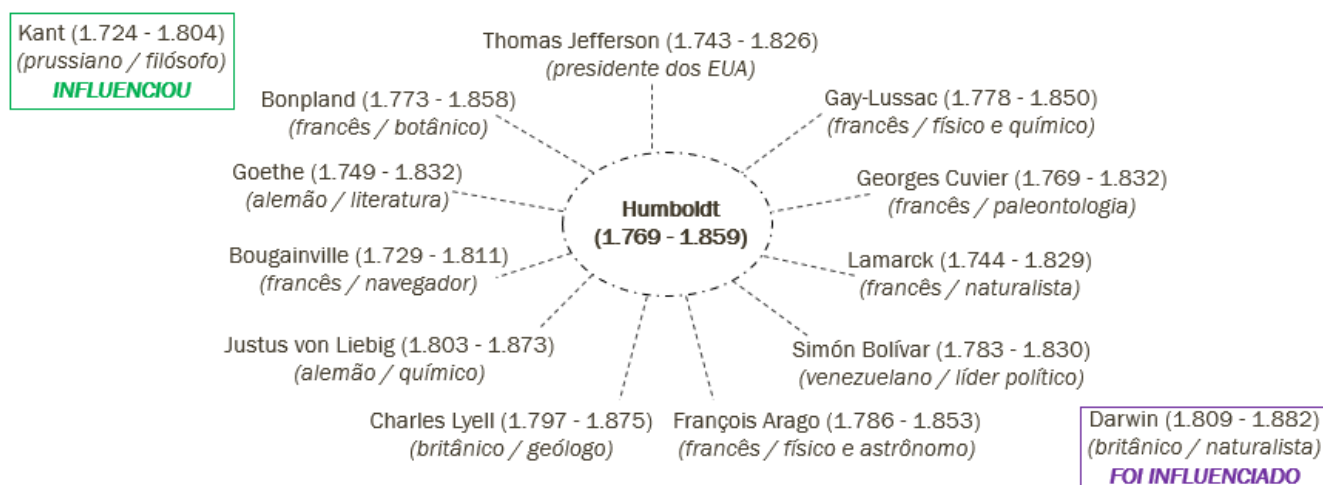 Kant (1.724 - 1.804)
(prussiano / filósofo)
INFLUENCIOU
Thomas Jefferson (1.743 - 1.826)
(presidente dos EUA)
Bonpland (1.773 - 1.858)
(francês / botânico)
Gay-Lussac (1.778 - 1.850)
(francês / físico e químico)
Goethe (1.749 - 1.832)
(alemão / literatura)
Georges Cuvier (1.769 - 1.832)
(francês / paleontologia)
Humboldt
(1.769 - 1.859)
Bougainville (1.729 - 1.811)
(francês / navegador)
Lamarck (1.744 - 1.829)
(francês / naturalista)
Justus von Liebig (1.803 - 1.873)
(alemão / químico)
Simón Bolívar (1.783 - 1.830)
(venezuelano / líder político)
Charles Lyell (1.797 - 1.875)
(britânico / geólogo)
François Arago (1.786 - 1.853)
(francês / físico e astrônomo)
Darwin (1.809 - 1.882)
(britânico / naturalista)
FOI INFLUENCIADO